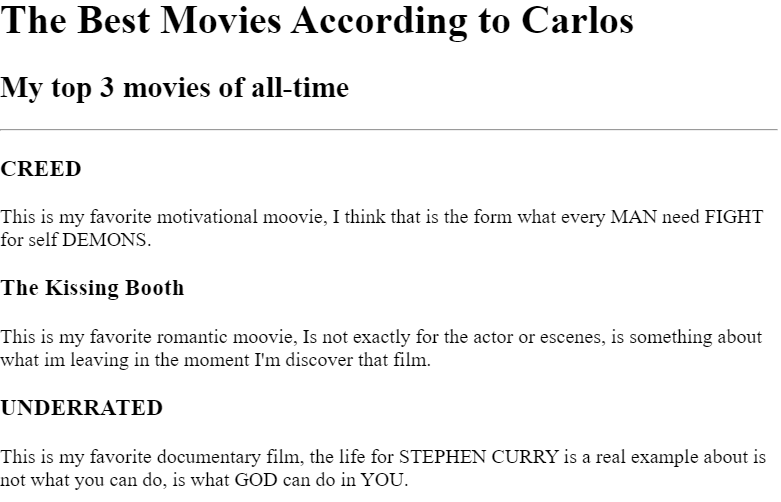 The Best Movies According to Carlos
My top 3 movies of all-time
CREED
This is my favorite motivational moovie, I think that is the form what every MAN need FIGHT
for self DEMONS.
The Kissing Booth
This is my favorite romantic moovie, Is not exactly for the actor or escenes, is something about
what im leaving in the moment I'm discover that film.
UNDERRATED
This is my favorite documentary film, the life for STEPHEN CURRY is a real example about is
not what you can do, is what GOD can do in YOU.